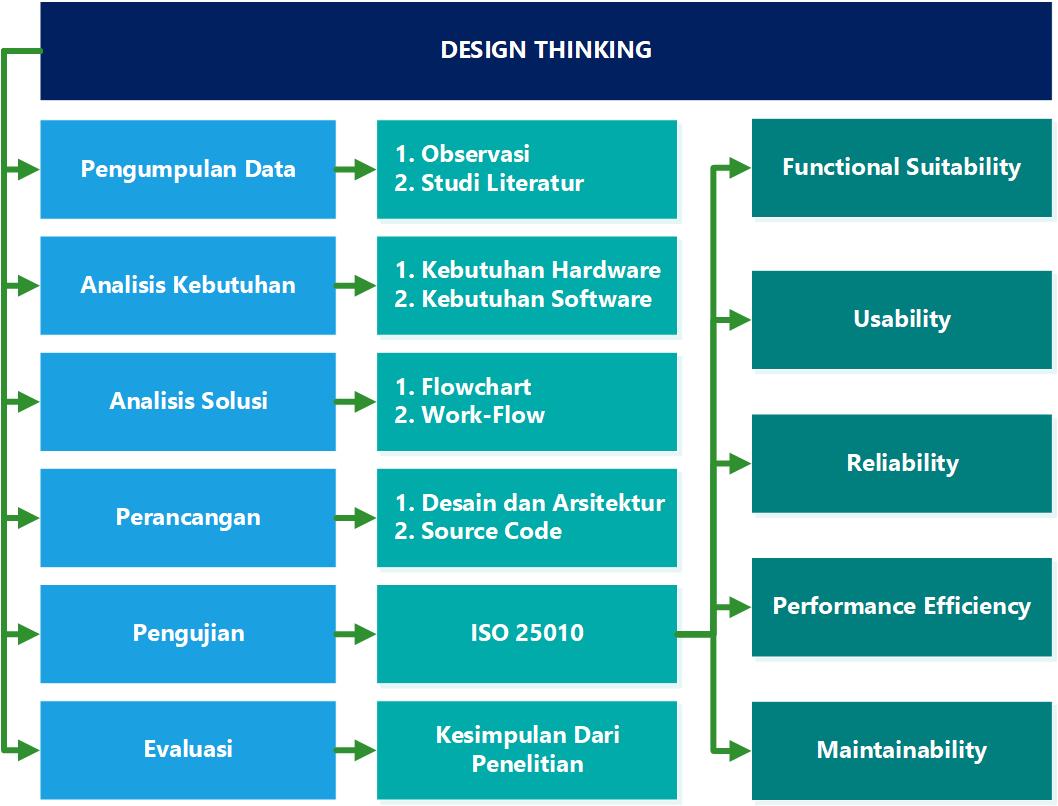 DESIGN THINKING
Pengumpulan Data
1. Observasi
2. Studi Literatur
Analisis Kebutuhan
1. Kebutuhan Hardware
2. Kebutuhan Software
Analisis Solusi
1. Flowchart
2. Work-Flow
Perancangan
1. Desain dan Arsitektur
2. Source Code
Pengujian
ISO 25010
Evaluasi
Kesimpulan Dari
Penelitian
Functional Suitability
Usability
Reliability
Performance Efficiency
Maintainability